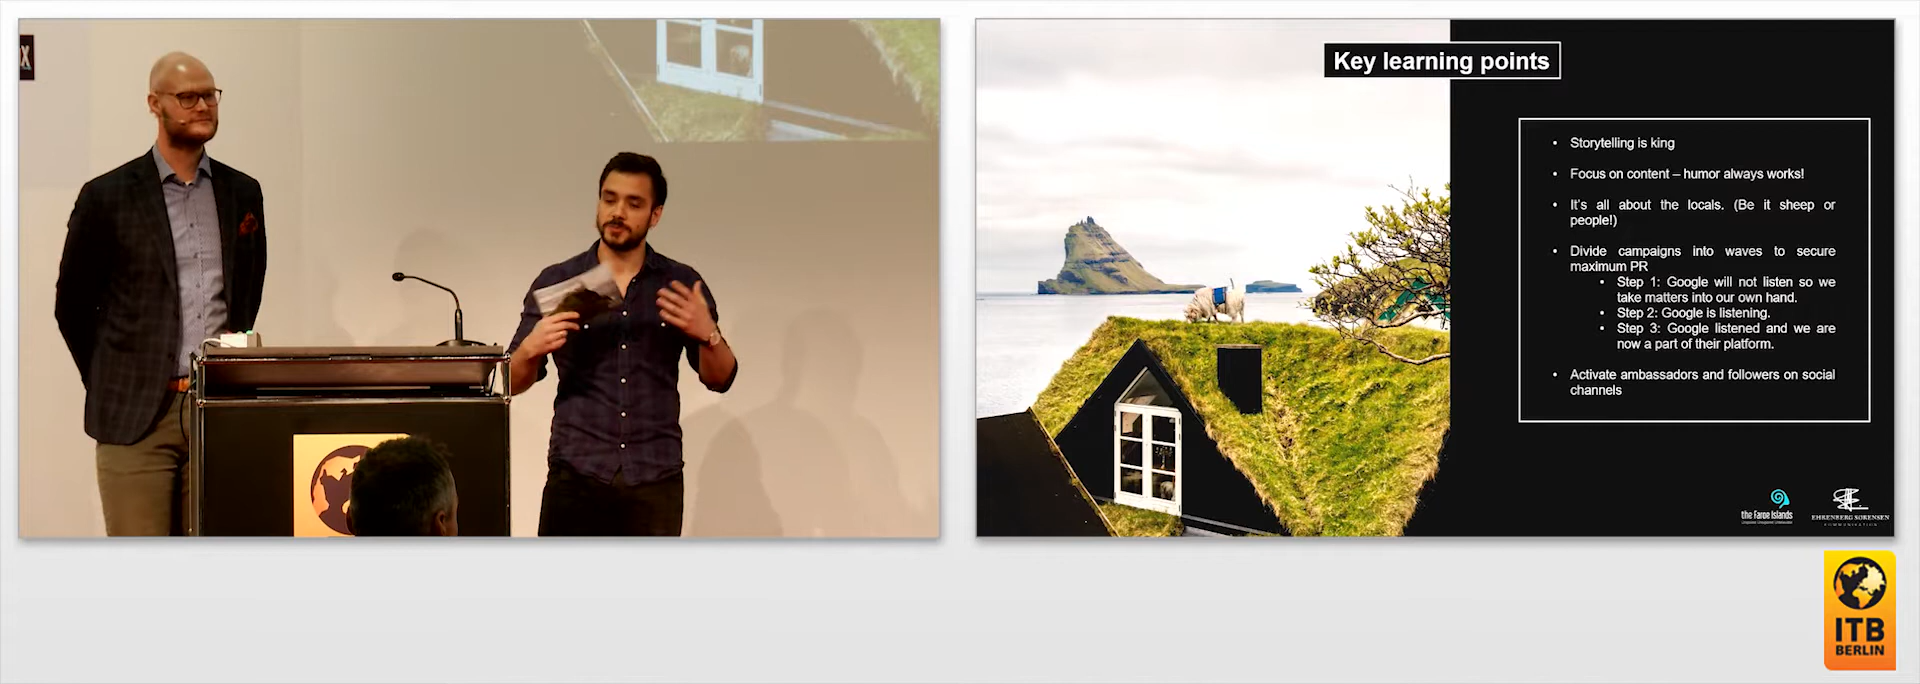 X
Key learning points
• Storytelling is king
• Focus on content – humor always works!
• It's all about the locals. (Be it sheep or
people!)
• Divide campaigns into waves to secure
maximum PR
• Step 1: Google will not listen so we
take matters into our own hand.
• Step 2: Google is listening.
• Step 3: Google listened and we are
now a part of their platform.
• Activate ambassadors and followers on social
channels
the Faroe Islands
EHRENBERG SØRENSEN
KOMMUNIKATION
ITB
BERLIN